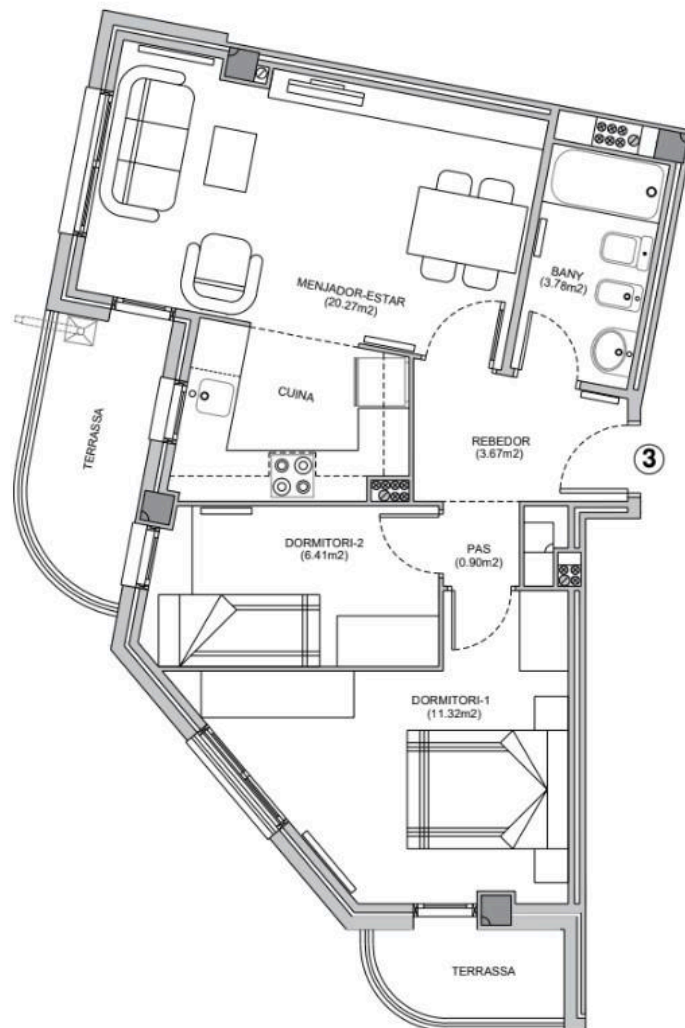 MENJADOR-ESTAR
(20.27m2)
BANY
(3.78m2)
CUINA
TERRASSA
REBEDOR
(3.67m2)
3
DORMITORI-2
(6.41m2)
PAS
(0.90m2)
DORMITORI-1
(11.32m2)
TERRASSA